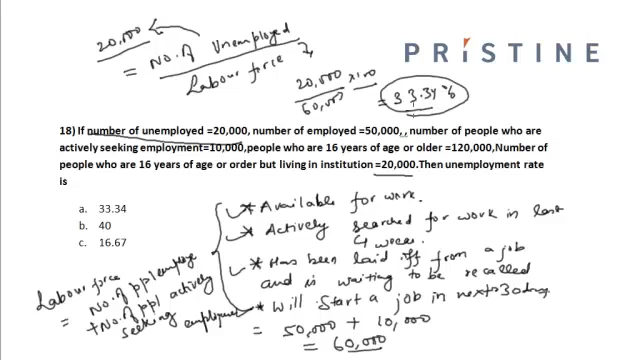 20,000
= No. of Unemployed
Labour force
20,000 × 100
60,000
= 33.34 %
PRISTINE
18) If number of unemployed =20,000, number of employed =50,000,, number of people who are
actively seeking employment=10,000,people who are 16 years of age or older =120,000,Number of
people who are 16 years of age or order but living in institution =20,000.Then unemployment rate
is
a. 33.34
b. 40
c. 16.67
* Available for work.
* Actively searched for work in last
4 weeks.
* Has been laid off from a job
and is waiting to be recalled
* Will start a job in next 30 days
Labour force
= No. of ppl employe
+ No. of ppl actively
seeking employment
= 50,000 + 10,000
= 60,000